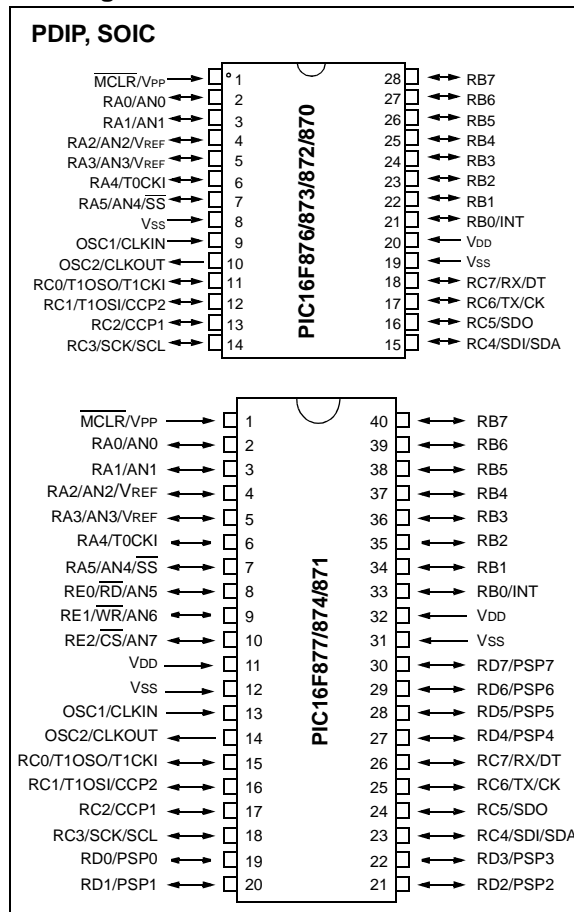 PDIP, SOIC
MCLR/VPP 1 28 RB7
RA0/AN0 2 27 RB6
RA1/AN1 3 26 RB5
RA2/AN2/VREF 4 25 RB4
RA3/AN3/VREF 5 24 RB3
RA4/T0CKI 6 23 RB2
RA5/AN4/SS 7 22 RB1
VSS 8 21 RB0/INT
OSC1/CLKIN 9 20 VDD
OSC2/CLKOUT 10 19 VSS
RC0/T1OSO/T1CKI 11 18 RC7/RX/DT
RC1/T1OSI/CCP2 12 17 RC6/TX/CK
RC2/CCP1 13 16 RC5/SDO
RC3/SCK/SCL 14 15 RC4/SDI/SDA
PIC16F876/873/872/870
MCLR/VPP 1 40 RB7
RA0/AN0 2 39 RB6
RA1/AN1 3 38 RB5
RA2/AN2/VREF 4 37 RB4
RA3/AN3/VREF 5 36 RB3
RA4/T0CKI 6 35 RB2
RA5/AN4/SS 7 34 RB1
RE0/RD/AN5 8 33 RB0/INT
RE1/WR/AN6 9 32 VDD
RE2/CS/AN7 10 31 VSS
VDD 11 30 RD7/PSP7
VSS 12 29 RD6/PSP6
OSC1/CLKIN 13 28 RD5/PSP5
OSC2/CLKOUT 14 27 RD4/PSP4
RC0/T1OSO/T1CKI 15 26 RC7/RX/DT
RC1/T1OSI/CCP2 16 25 RC6/TX/CK
RC2/CCP1 17 24 RC5/SDO
RC3/SCK/SCL 18 23 RC4/SDI/SDA
RD0/PSP0 19 22 RD3/PSP3
RD1/PSP1 20 21 RD2/PSP2
PIC16F877/874/871